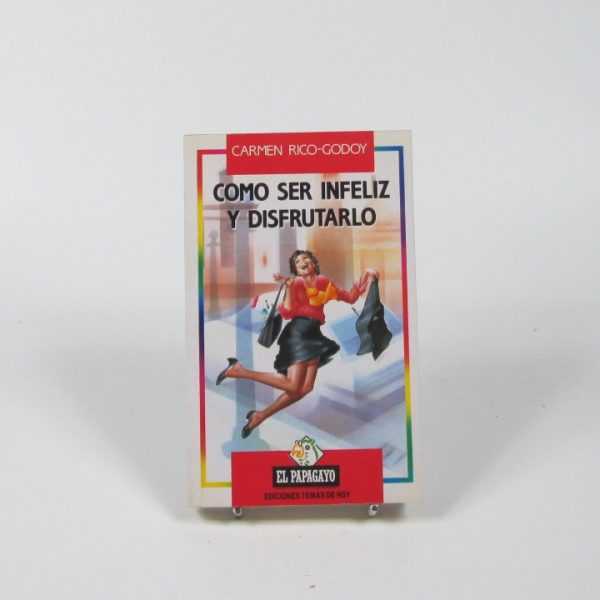 CARMEN RICO-GODOY
COMO SER INFELIZ
Y DISFRUTARLO
EL PAPAGAYO
EDICIONES TEMAS DE HOY